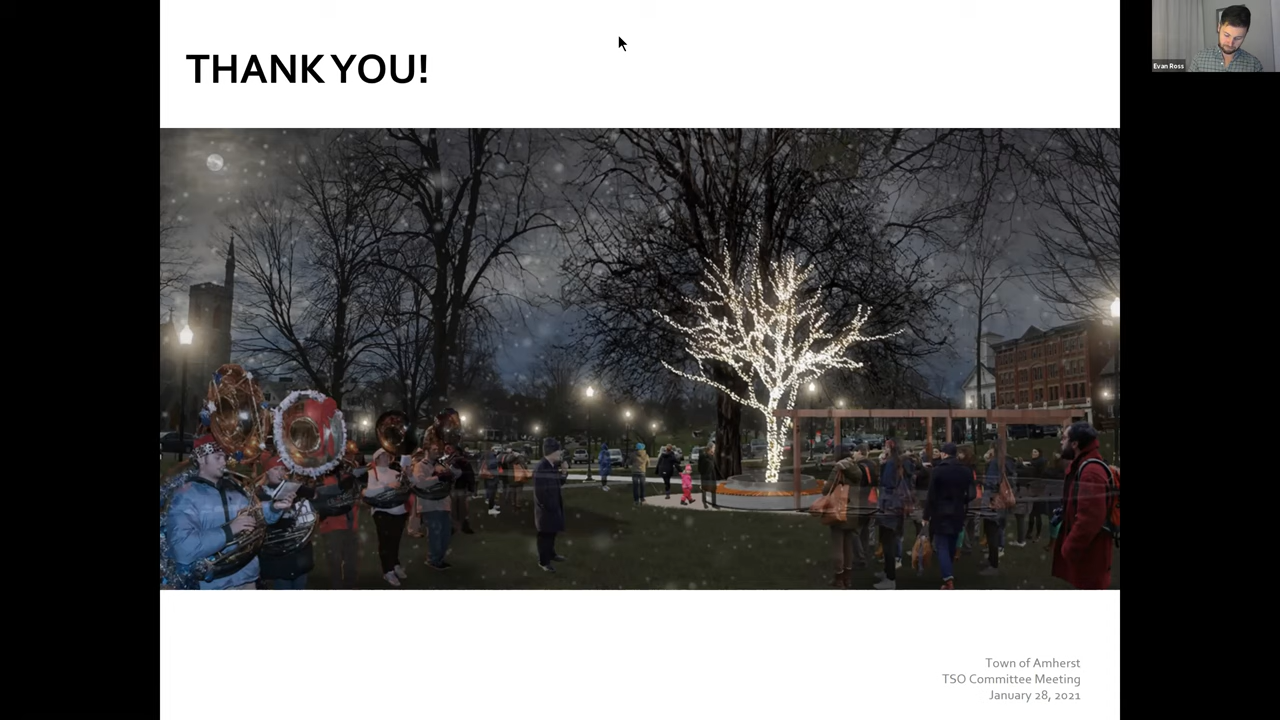 THANK YOU!
Evan Ross
Town of Amherst
TSO Committee Meeting
January 28, 2021